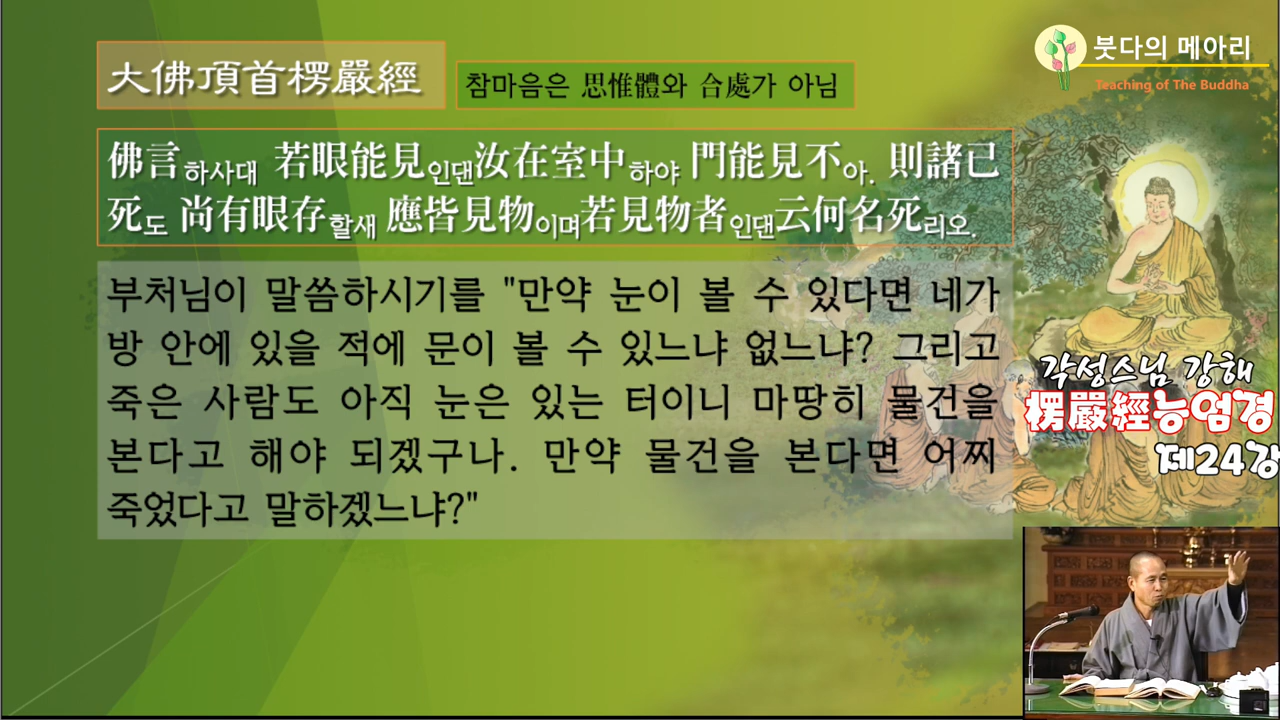 大佛頂首楞嚴經
참마음은 思惟體와 合處가 아님
붓다의 메아리
Teaching of The Buddha
佛言하사대 若眼能見인댄汝在室中하야 門能見不아. 則諸已
死도 尚有眼存할새 應皆見物이며若見物者인댄云何名死리오.
부처님이 말씀하시기를 "만약 눈이 볼 수 있다면 네가
방 안에 있을 적에 문이 볼 수 있느냐 없느냐? 그리고
죽은 사람도 아직 눈은 있는 터이니 마땅히 물건을
본다고 해야 되겠구나. 만약 물건을 본다면 어찌
죽었다고 말하겠느냐?"
각성스님 강해
楞嚴經능엄경
제24강